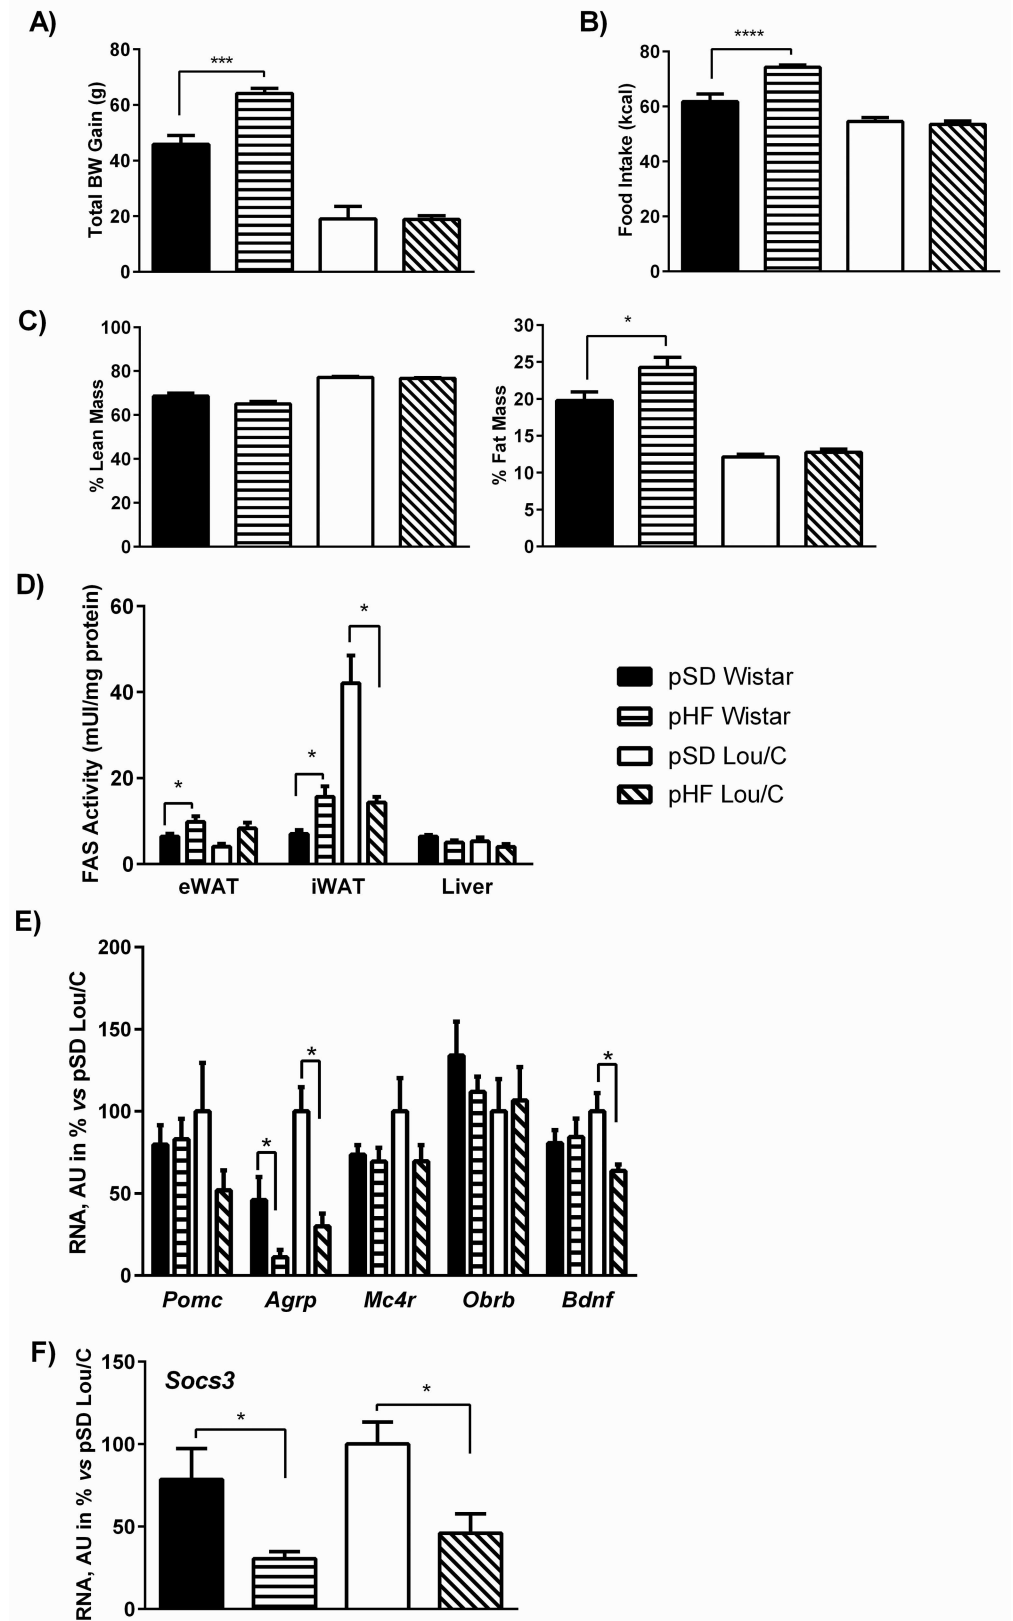 A)
Total BW Gain (g)
80
60
40
20
0
***
B)
Food Intake (kcal)
80
60
40
20
0
****
C)
% Lean Mass
100
80
60
40
20
0
% Fat Mass
30
25
20
15
10
5
0
*
D)
FAS Activity (mUI/mg protein)
60
40
20
0
*
*
*
eWAT iWAT Liver
pSD Wistar
pHF Wistar
pSD Lou/C
pHF Lou/C
E)
RNA, AU in % vs pSD Lou/C
200
150
100
50
0
*
*
*
Pomc Agrp Mc4r Obrb Bdnf
F)
RNA, AU in % vs pSD Lou/C
150
100
50
0
Socs3
*
*